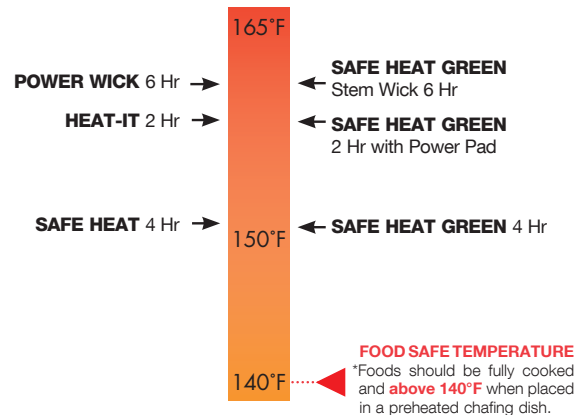 165°F
POWER WICK 6 Hr
SAFE HEAT GREEN
Stem Wick 6 Hr
HEAT-IT 2 Hr
SAFE HEAT GREEN
2 Hr with Power Pad
SAFE HEAT 4 Hr
SAFE HEAT GREEN 4 Hr
150°F
140°F
FOOD SAFE TEMPERATURE
*Foods should be fully cooked
and above 140°F when placed
in a preheated chafing dish.